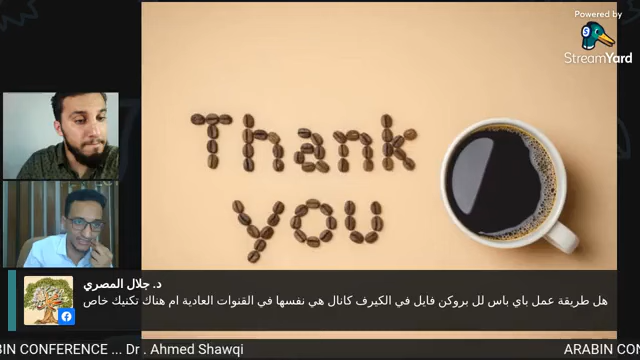 Powered by
StreamYard
Thank
you
د. جلال المصري
هل طريقة عمل باي باس لل بروكن فايل في الكيرف كانال هي نفسها في القنوات العادية ام هناك تكنيك خاص
BIN CONFERENCE ... Dr . Ahmed Shawqi
ARABIN CON